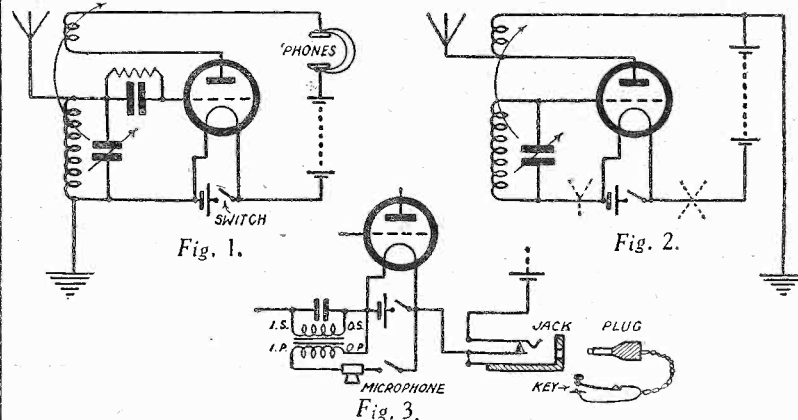 'PHONES
SWITCH
Fig. 1.
Fig. 2.
I.S. O.S.
I.P. O.P.
MICROPHONE
JACK
PLUG
KEY
Fig. 3.